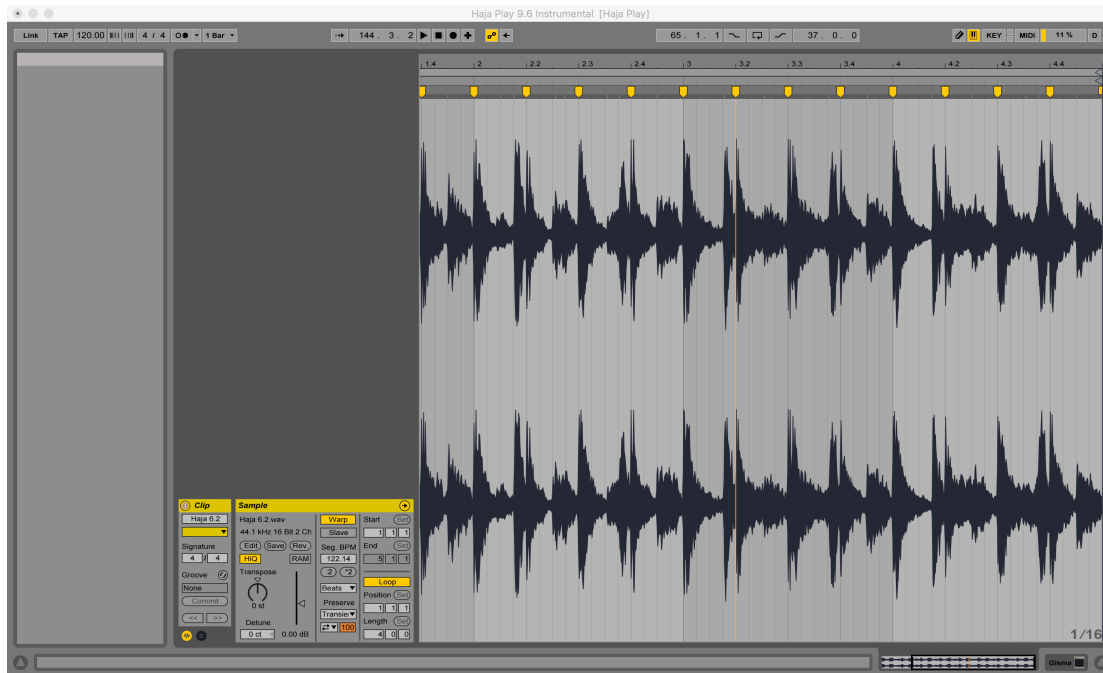 Haja Play 9.6 Instrumental [Haja Play]
Link TAP 120.00 4 / 4 1 Bar 144. 3. 2 65. 1. 1 37. 0. 0 KEY MIDI 11 % D
1.4 2 2.2 2.3 2.4 3 3.2 3.3 3.4 4 4.2 4.3 4.4
Clip
Haja 6.2
Signature
4 / 4
Groove
None
Commit
<< >>
Sample
Haja 6.2.wav
44.1 kHz 16 Bit 2 Ch
Edit Save Rev.
HiQ RAM
Transpose
0 st
Detune
0 ct 0.00 dB
Warp
Slave
Seg. BPM
122.14
:2 *2
Beats
Preserve
Transie
100
Start Set
1 1 1
End Set
5 1 1
Loop
Position Set
1 1 1
Length Set
4 0 0
1/16
Gisma